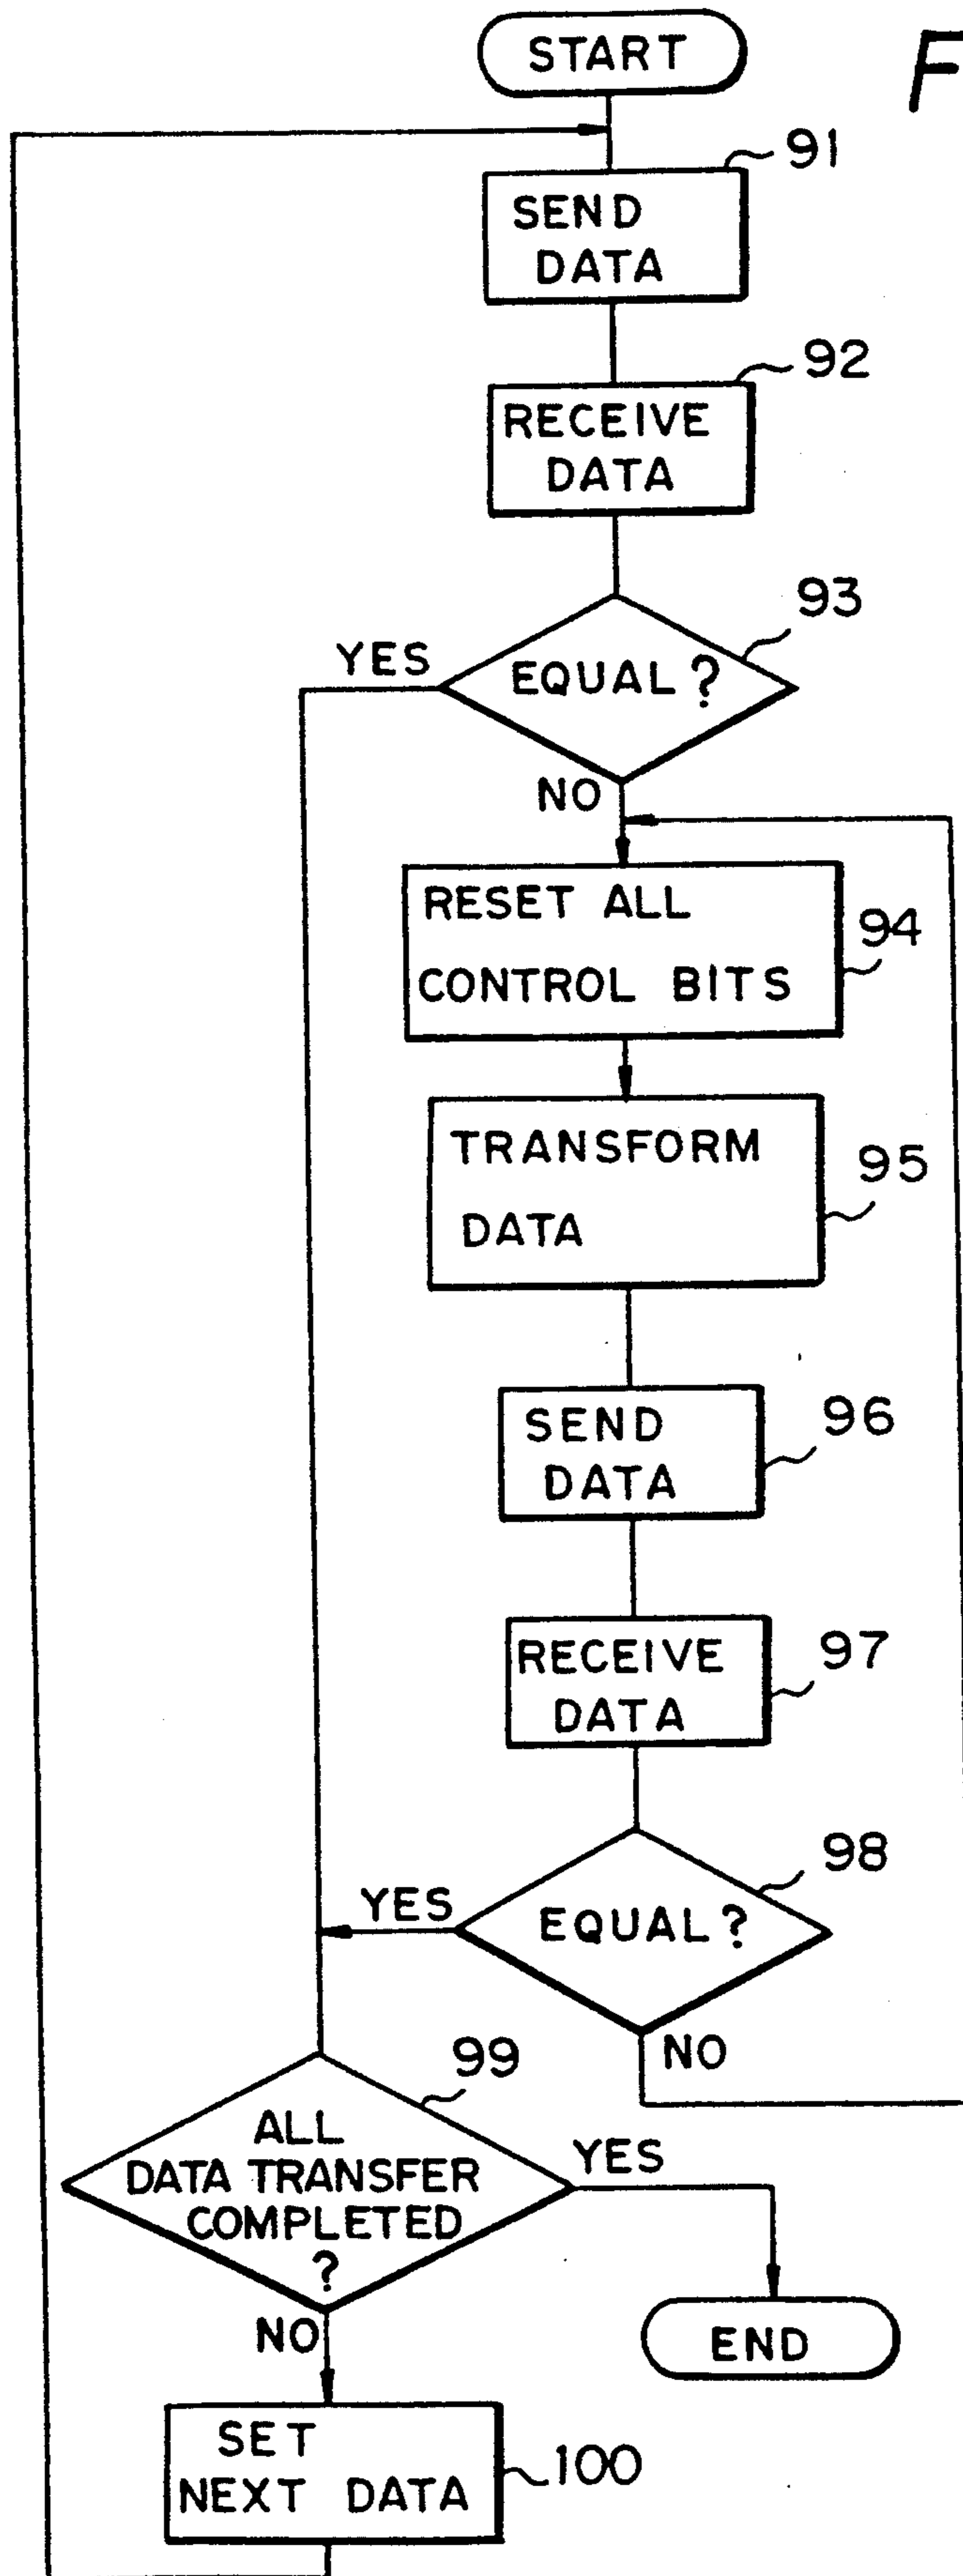 START
F
91
SEND
DATA
92
RECEIVE
DATA
93
YES
EQUAL?
NO
RESET ALL
CONTROL BITS
94
TRANSFORM
DATA
95
SEND
DATA
96
RECEIVE
DATA
97
98
YES
EQUAL?
NO
99
ALL
DATA TRANSFER
COMPLETED
?
YES
NO
END
SET
NEXT DATA
100